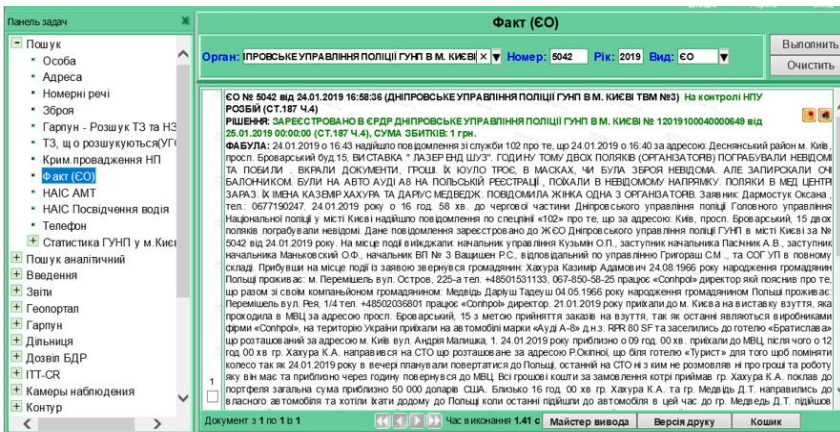 Панель задач
Пошук
Особа
Адреса
Номерні речі
Зброя
Гарпун - Розшук ТЗ та НЗ
ТЗ, що розшукуються(УГІ
Крим.провадження НП
Факт (ЄО)
НАІС АМТ
НАІС Посвідчення водія
Телефон
Статистика ГУНП у м.Києв
Пошук аналітичний
Введення
Звіти
Геопортал
Гарпун
Дільниця
Дозвіл БДР
ITT-CR
Камеры наблюдения
Контур
Факт (ЄО)
Орган: ІПРОВСЬКЕ УПРАВЛІННЯ ПОЛІЦІЇ ГУНП В М. КИЄВІ Номер: 5042 Рік: 2019 Вид: ЄО
Выполнить
Очистить
ЄО № 5042 від 24.01.2019 16:58:36 (ДНІПРОВСЬКЕ УПРАВЛІННЯ ПОЛІЦІЇ ГУНП В М. КИЄВІ ТВМ №3) На контролі НПУ
РОЗБІЙ (СТ.187 Ч.4)
РІШЕННЯ: ЗАРЕЄСТРОВАНО В ЄРДР ДНІПРОВСЬКЕ УПРАВЛІННЯ ПОЛІЦІЇ ГУНП В М. КИЄВІ № 12019100040000649 від
25.01.2019 00:00:00 (СТ.187 Ч.4), СУМА ЗБИТКІВ: 1 грн.
ФАБУЛА: 24.01.2019 о 16:43 надійшло повідомлення зі служби 102 про те, що 24.01.2019 о 16:40 за адресою: Деснянський район м. Київ,
просп. Броварський буд.15, ВИСТАВКА " ЛАЗЕР ЕНД ШУЗ". ГОДИНУ ТОМУ ДВОХ ПОЛЯКІВ (ОРГАНІЗАТОРІВ) ПОГРАБУВАЛИ НЕВІДОМІ
ТА ПОБИЛИ . ВКРАЛИ ДОКУМЕНТИ, ГРОШІ. ЇХ ЮУЛО ТРОЄ, В МАСКАХ, ЧИ БУЛА ЗБРОЯ НЕВІДОМА. АЛЕ ЗАПИРСКАЛИ ОЧІ
БАЛОНЧИКОМ. БУЛИ НА АВТО АУДІ А8 НА ПОЛЬСЬКІЙ РЕЄСТРАЦІЇ , ПОЇХАЛИ В НЕВІДОМОМУ НАПРЯМКУ. ПОЛЯКИ В МЕД ЦЕНТРІ
ЗАРАЗ. ЇХ ІМЕНА КАЗЕМІР ХАХУРА ТА ДАРІУС МЕДВЕДЖ. ПОВІДОМИЛА ЖІНКА ОДНА З ОРГАНІЗАТОРІВ. Заявник: Дармостук Оксана ,
тел.: 0677190247. 24.01.2019 року о 16 год. 58 хв. до чергової частини Дніпровського управління поліції Головного управління
Національної поліції у місті Києві надійшло повідомлення по спецлінії «102» про те, що за адресою: Київ, просп. Броварський, 15 двох
поляків пограбували невідомі. Дане повідомлення зареєстровано до ЖЄО Дніпровського управління поліції ГУНП в місті Києві за №
5042 від 24.01.2019 року. На місце події виїжджали: начальник управління Кузьмін О.П., заступник начальника Пасічник А.В., заступник
начальника Маньковский О.Ф., начальник ВП № 3 Ващишен Р.С., відповідальний по управлінню Григораш С.М ., та СОГ УП в повному
складі. Прибувши на місце події із заявою звернувся громадянин: Хахура Казимір Адамович 24.08.1966 року народження громадянин
Польщі проживає: м. Перемішель вул. Остров, 225-а тел. +48501531133, 067-850-58-25 працює «Conhpol» директор який пояснив про те,
що разом зі своїм компаньйоном громадянином: Медвідь Даріуш Тадеуш 04.05.1966 року народження громадянином Польщі проживає:
Перемішель вул. Рея, 1/4 тел. +48502036801 працює «Conhpol» директор. 21.01.2019 року приїхали до м. Києва на виставку взуття, яка
проходила в МВЦ за адресою просп. Броварський, 15 з метою прийняття заказів на взуття, так як останні являються виробниками
фірми «Conhpol», на територію України приїхали на автомобілі марки «Ауді А-8» д.н.з. RPR 80 SF та заселились до готелю «Братислава»
що розташований за адресою м. Київ вул. Андрія Малишка, 1. 24.01.2019 року приблизно о 09 год. 00 хв. приїхали до МВЦ, після чого о 12
год 00 хв гр. Хахура К.А. направився на СТО що розташоване за адресою Р.Окіпної, що біля готелю «Турист» для того щоб поміняти
колесо так як 24.01.2019 року в вечері планували повертатися до Польщі, останній на СТО ні з ким не розмовляв про гроші та роботу
яку він має та приблизно через годину повернувся до МВЦ. Всі грошові кошти за замовлення котрі приймав гр. Хахура К.А. поклав до
портфеля загальна сума приблизно 50 000 доларів США. Близько 16 год. 00 хв гр. Хахура К.А. та гр. Медвідь Д.Т. направились до
власного автомобіля та хотіли їхати додому до Польщі коли останні підійшли до автомобіля в цей час до гр. Медведь Д.Т. підійшов
1
Документ з 1 по 1 із 1 Час виконання 1.41 с Майстер вивода Версія друку Кошик